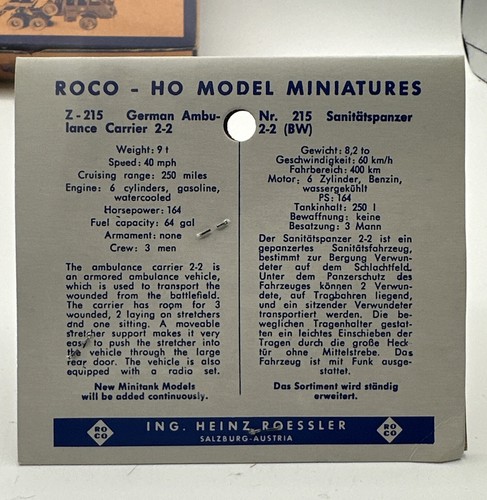 ROCO - HO MODEL MINIATURES
Z-215 German Ambu-
lance Carrier 2-2
Weight: 9 t
Speed: 40 mph
Cruising range: 250 miles
Engine: 6 cylinders, gasoline,
watercooled
Horsepower: 164
Fuel capacity: 64 gal
Armament: none
Crew: 3 men
The ambulance carrier 2-2 is
an armored ambulance vehicle,
which is used to transport the
wounded from the battlefield.
The carrier has room for 3
wounded, 2 laying on stretchers
and one sitting. A moveable
stretcher support makes it very
easy to push the stretcher into
the vehicle through the large
rear door. The vehicle is also
equipped with a radio set.
New Minitank Models
will be added continuously.
Nr. 215 Sanitätspanzer
2-2 (BW)
Gewicht: 8,2 to
Geschwindigkeit: 60 km/h
Fahrbereich: 400 km
Motor: 6 Zylinder, Benzin,
wassergekühlt
PS: 164
Tankinhalt: 250 l
Bewaffnung: keine
Besatzung: 3 Mann
Der Sanitätspanzer 2-2 ist ein
gepanzertes Sanitätsfahrzeug,
bestimmt zur Bergung Verwun-
deter auf dem Schlachtfeld.
Unter dem Panzerschutz des
Fahrzeuges können 2 Verwun-
dete, auf Tragbahren liegend,
und ein sitzender Verwundeter
transportiert werden. Die be-
weglichen Tragenhalter gestat-
ten ein leichtes Einschieben der
Tragen durch die große Heck-
tür ohne Mittelstrebe. Das
Fahrzeug ist mit Funk ausge-
stattet.
Das Sortiment wird ständig
erweitert.
ROCO
ING. HEINZ ROESSLER
SALZBURG-AUSTRIA
ROCO